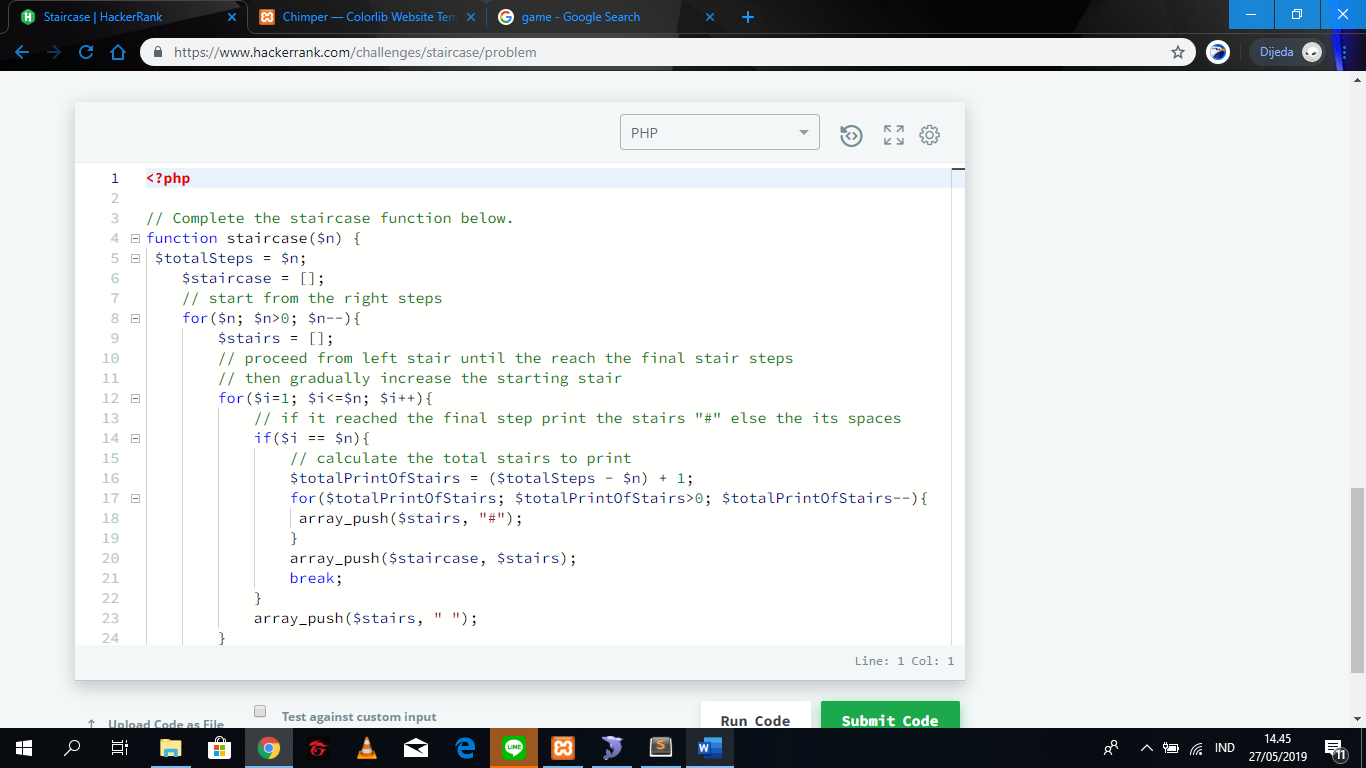 Staircase | HackerRank
Chimper — Colorlib Website Tem
game - Google Search
https://www.hackerrank.com/challenges/staircase/problem
Dijeda
PHP
1 <?php
2
3 // Complete the staircase function below.
4 function staircase($n) {
5 $totalSteps = $n;
6 $staircase = [];
7 // start from the right steps
8 for($n; $n>0; $n--){
9 $stairs = [];
10 // proceed from left stair until the reach the final stair steps
11 // then gradually increase the starting stair
12 for($i=1; $i<=$n; $i++){
13 // if it reached the final step print the stairs "#" else the its spaces
14 if($i == $n){
15 // calculate the total stairs to print
16 $totalPrintOfStairs = ($totalSteps - $n) + 1;
17 for($totalPrintOfStairs; $totalPrintOfStairs>0; $totalPrintOfStairs--){
18 array_push($stairs, "#");
19 }
20 array_push($staircase, $stairs);
21 break;
22 }
23 array_push($stairs, " ");
24 }
Line: 1 Col: 1
Upload Code as File
Test against custom input
Run Code
Submit Code
IND
14.45
27/05/2019
11